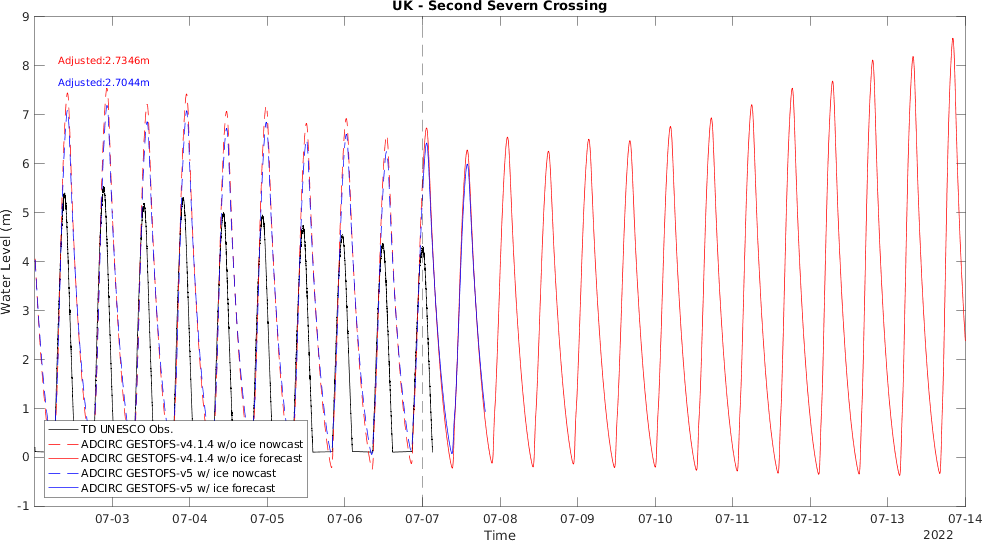 UK - Second Severn Crossing
9
8
7
6
5
4
3
2
1
0
-1
Water Level (m)
Adjusted:2.7346m
Adjusted:2.7044m
TD UNESCO Obs.
ADCIRC GESTOFS-v4.1.4 w/o ice nowcast
ADCIRC GESTOFS-v4.1.4 w/o ice forecast
ADCIRC GESTOFS-v5 w/ ice nowcast
ADCIRC GESTOFS-v5 w/ ice forecast
07-03 07-04 07-05 07-06 07-07 07-08 07-09 07-10 07-11 07-12 07-13 07-14
Time
2022